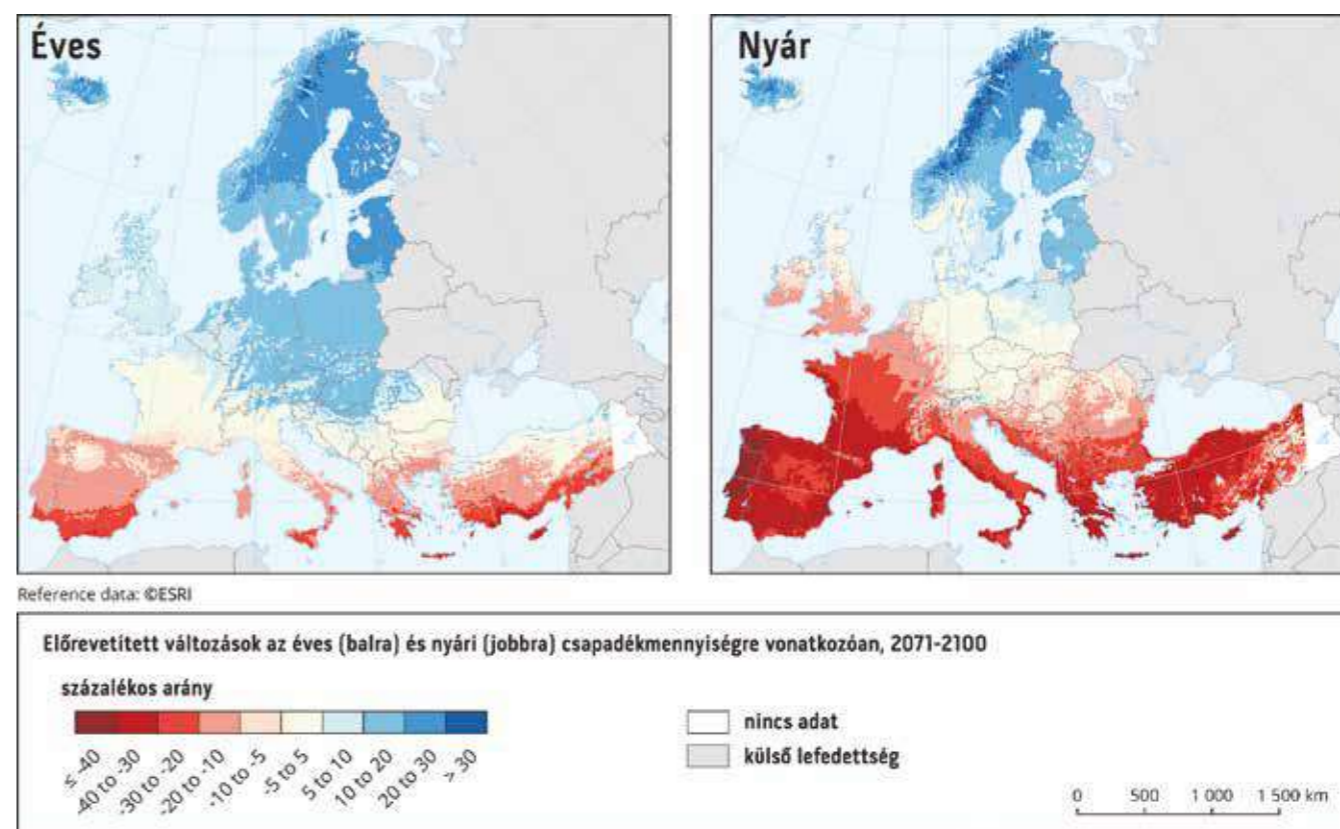 Éves
Nyár
Reference data: ©ESRI
Előrevetített változások az éves (balra) és nyári (jobbra) csapadékmennyiségre vonatkozóan, 2071-2100
százalékos arány
≤ -40
-40 to -30
-30 to -20
-20 to -10
-10 to -5
-5 to 5
5 to 10
10 to 20
20 to 30
> 30
nincs adat
külső lefedettség
0 500 1 000 1 500 km